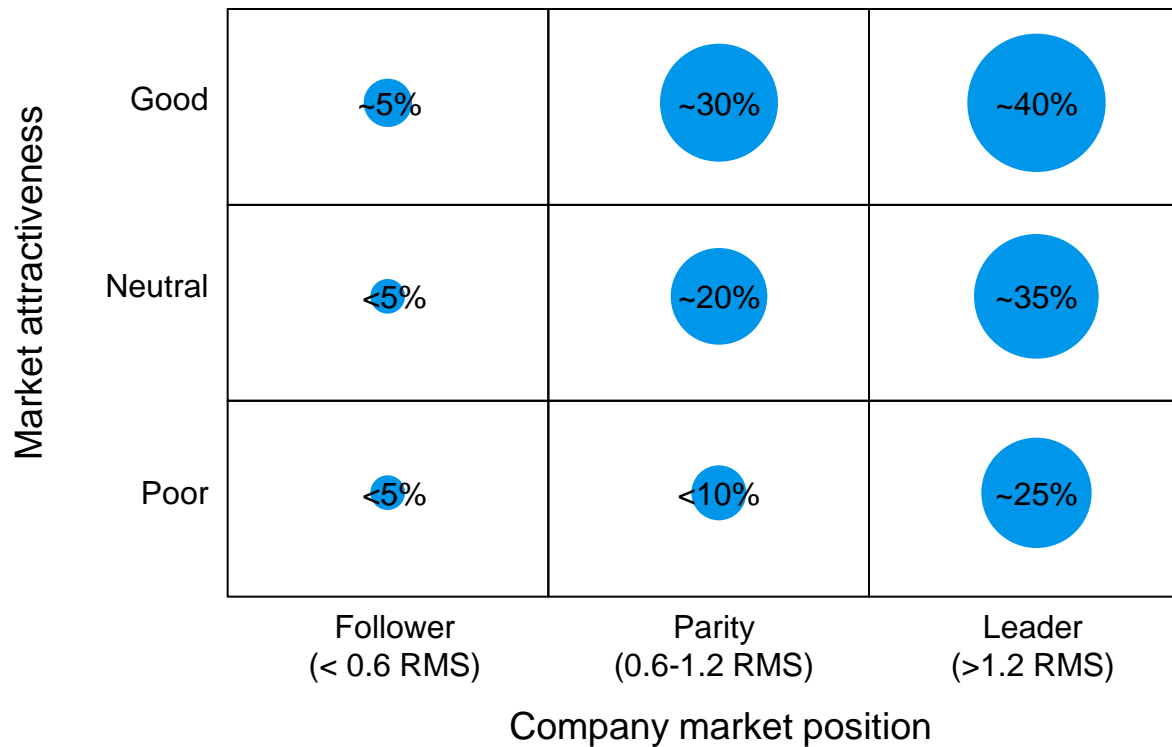 Market attractiveness
Good
~5%
~30%
~40%
Neutral
<5%
~20%
~35%
Poor
<5%
<10%
~25%
Follower
(< 0.6 RMS)
Parity
(0.6-1.2 RMS)
Leader
(>1.2 RMS)
Company market position